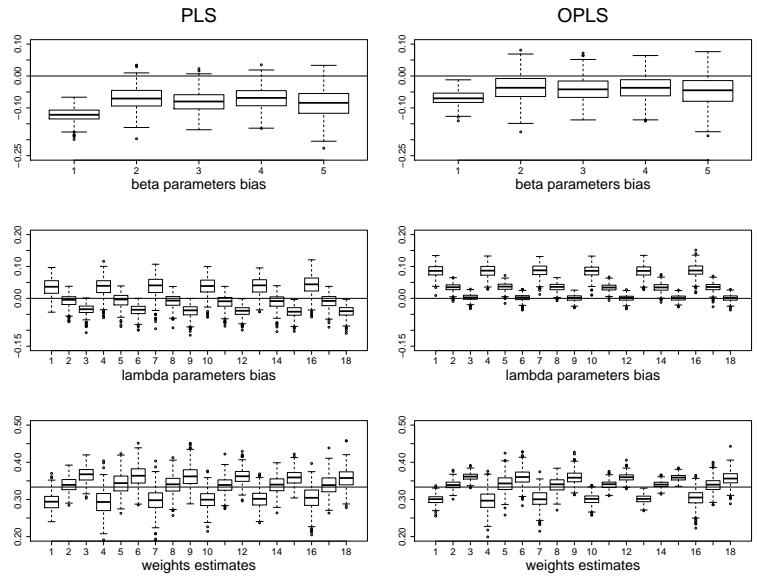 PLS OPLS
0.10 0.10
0.00 0.00
−0.10 −0.10
−0.25 −0.25
1 2 3 4 5 1 2 3 4 5
beta parameters bias beta parameters bias
0.20 0.20
0.10 0.10
0.00 0.00
−0.15 −0.15
1 2 3 4 5 6 7 8 9 10 12 14 16 18 1 2 3 4 5 6 7 8 9 10 12 14 16 18
lambda parameters bias lambda parameters bias
0.50 0.50
0.40 0.40
0.30 0.30
0.20 0.20
1 2 3 4 5 6 7 8 9 10 12 14 16 18 1 2 3 4 5 6 7 8 9 10 12 14 16 18
weights estimates weights estimates